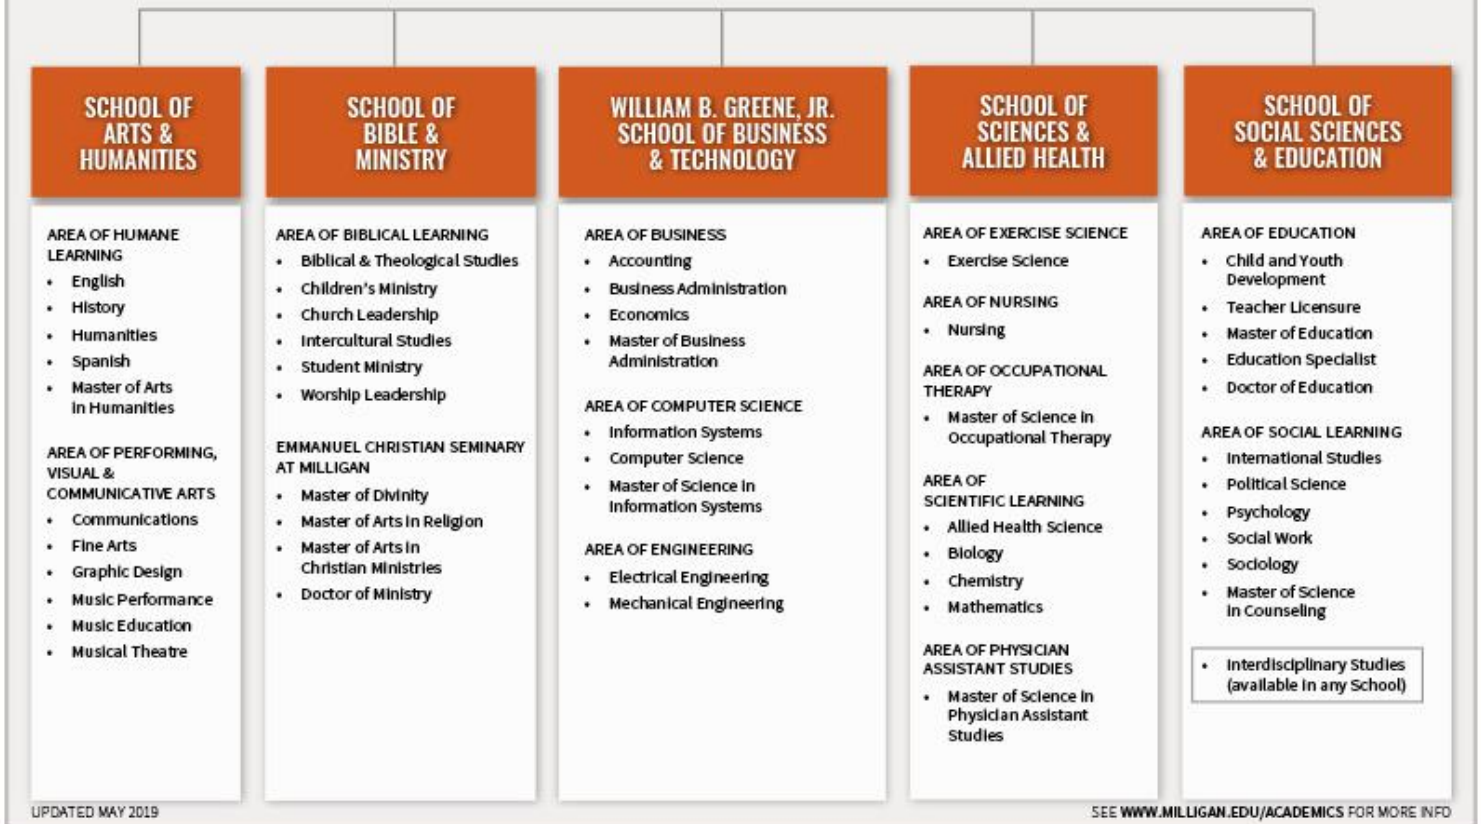 SCHOOL OF
ARTS &
HUMANITIES
AREA OF HUMANE
LEARNING
• English
• History
• Humanities
• Spanish
• Master of Arts
in Humanities
AREA OF PERFORMING,
VISUAL &
COMMUNICATIVE ARTS
• Communications
• Fine Arts
• Graphic Design
• Music Performance
• Music Education
• Musical Theatre
SCHOOL OF
BIBLE &
MINISTRY
AREA OF BIBLICAL LEARNING
• Biblical & Theological Studies
• Children's Ministry
• Church Leadership
• Intercultural Studies
• Student Ministry
• Worship Leadership
EMMANUEL CHRISTIAN SEMINARY
AT MILLIGAN
• Master of Divinity
• Master of Arts in Religion
• Master of Arts in
Christian Ministries
• Doctor of Ministry
WILLIAM B. GREENE, JR.
SCHOOL OF BUSINESS
& TECHNOLOGY
AREA OF BUSINESS
• Accounting
• Business Administration
• Economics
• Master of Business
Administration
AREA OF COMPUTER SCIENCE
• Information Systems
• Computer Science
• Master of Science in
Information Systems
AREA OF ENGINEERING
• Electrical Engineering
• Mechanical Engineering
SCHOOL OF
SCIENCES &
ALLIED HEALTH
AREA OF EXERCISE SCIENCE
• Exercise Science
AREA OF NURSING
• Nursing
AREA OF OCCUPATIONAL
THERAPY
• Master of Science in
Occupational Therapy
AREA OF
SCIENTIFIC LEARNING
• Allied Health Science
• Biology
• Chemistry
• Mathematics
AREA OF PHYSICIAN
ASSISTANT STUDIES
• Master of Science in
Physician Assistant
Studies
SCHOOL OF
SOCIAL SCIENCES
& EDUCATION
AREA OF EDUCATION
• Child and Youth
Development
• Teacher Licensure
• Master of Education
• Education Specialist
• Doctor of Education
AREA OF SOCIAL LEARNING
• International Studies
• Political Science
• Psychology
• Social Work
• Sociology
• Master of Science
in Counseling
• Interdisciplinary Studies
(available in any School)
UPDATED MAY 2019
SEE WWW.MILLIGAN.EDU/ACADEMICS FOR MORE INFO